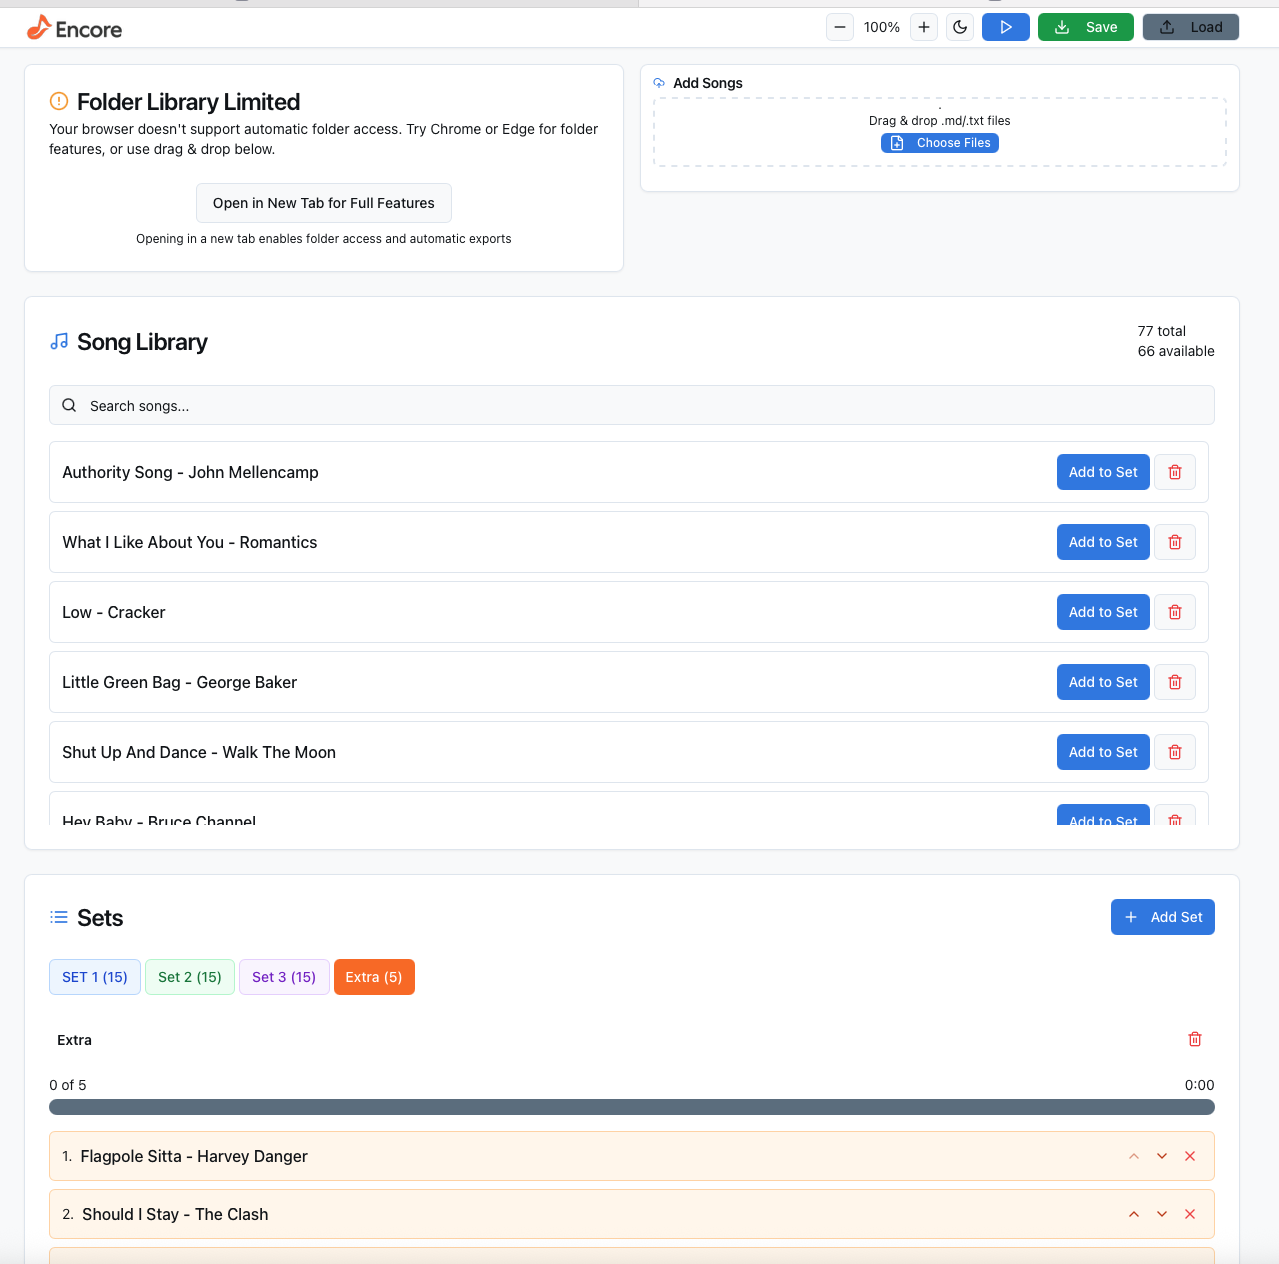 Encore
100%
Save
Load
Folder Library Limited
Your browser doesn't support automatic folder access. Try Chrome or Edge for folder
features, or use drag & drop below.
Open in New Tab for Full Features
Opening in a new tab enables folder access and automatic exports
Add Songs
Drag & drop .md/.txt files
Choose Files
Song Library
77 total
66 available
Search songs...
Authority Song - John Mellencamp
Add to Set
What I Like About You - Romantics
Add to Set
Low - Cracker
Add to Set
Little Green Bag - George Baker
Add to Set
Shut Up And Dance - Walk The Moon
Add to Set
Hey Baby - Bruce Channel
Add to Set
Sets
Add Set
SET 1 (15)
Set 2 (15)
Set 3 (15)
Extra (5)
Extra
0 of 5
0:00
1. Flagpole Sitta - Harvey Danger
2. Should I Stay - The Clash